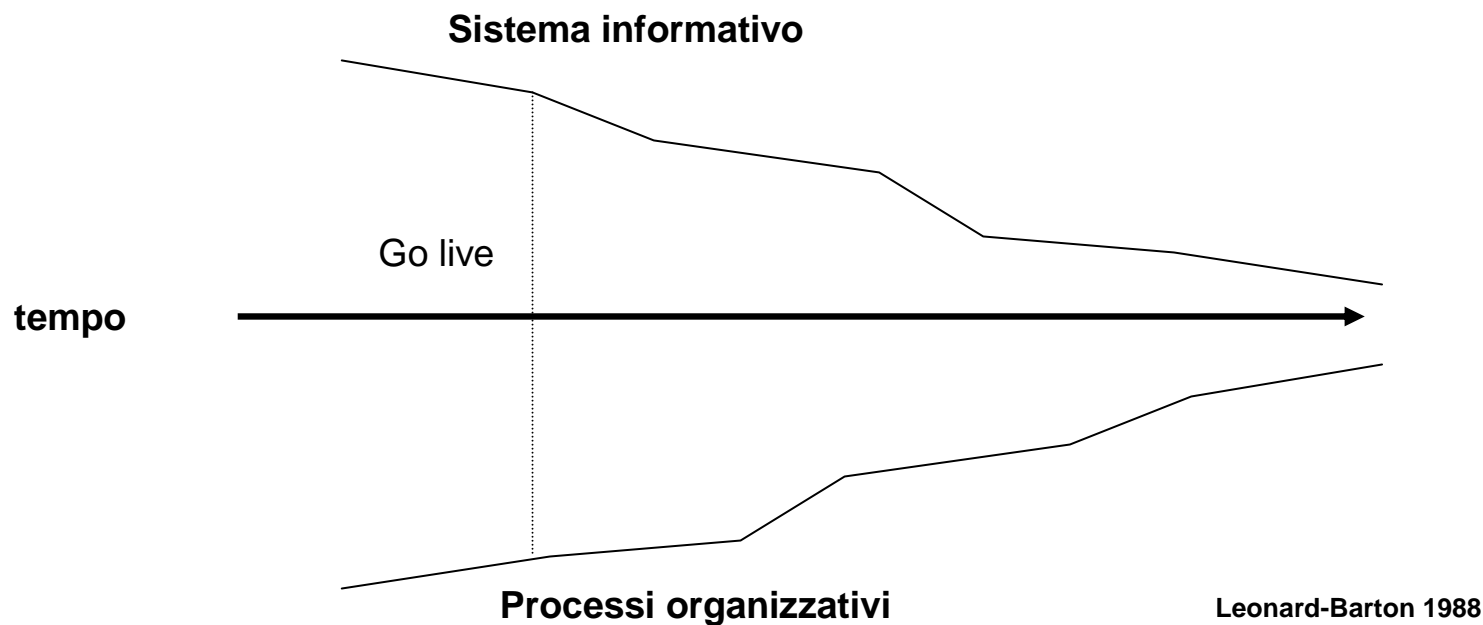 Sistema informativo
Go live
tempo
Processi organizzativi
Leonard-Barton 1988